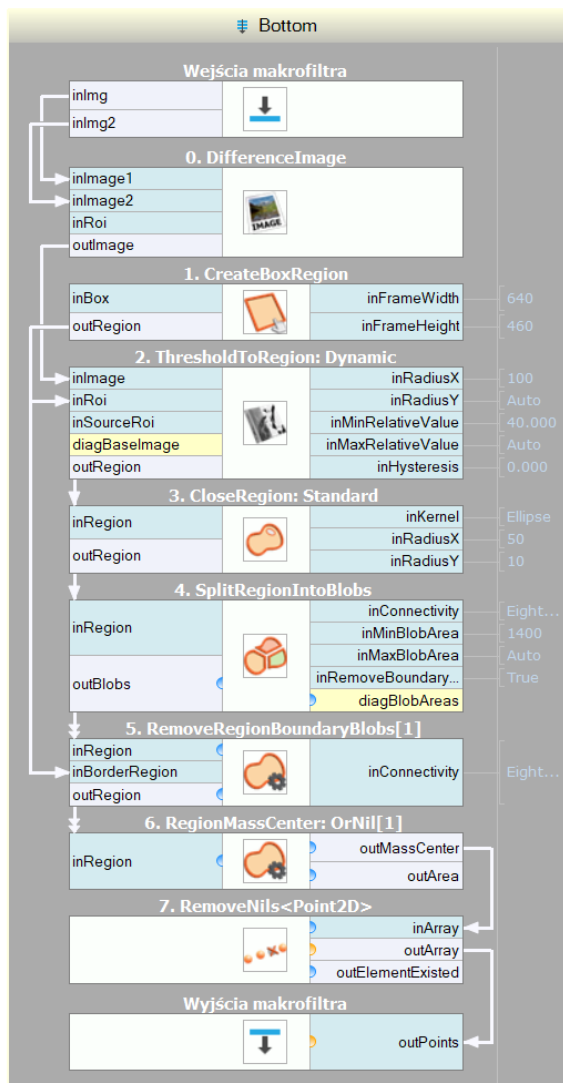 Bottom
Wejścia makrofiltra
inImg
inImg2
0. DifferenceImage
inImage1
inImage2
inRoi
outImage
IMAGE
1. CreateBoxRegion
inBox
inFrameWidth
640
outRegion
inFrameHeight
460
2. ThresholdToRegion: Dynamic
inImage
inRadiusX
100
inRoi
inRadiusY
Auto
inSourceRoi
inMinRelativeValue
40.000
diagBaseImage
inMaxRelativeValue
Auto
outRegion
inHysteresis
0.000
3. CloseRegion: Standard
inRegion
inKernel
Ellipse
outRegion
inRadiusX
50
inRadiusY
10
4. SplitRegionIntoBlobs
inRegion
inConnectivity
Eight...
inMinBlobArea
1400
inMaxBlobArea
Auto
outBlobs
inRemoveBoundary...
True
diagBlobAreas
5. RemoveRegionBoundaryBlobs[1]
inRegion
inBorderRegion
inConnectivity
Eight...
outRegion
6. RegionMassCenter: OrNil[1]
inRegion
outMassCenter
outArea
7. RemoveNils<Point2D>
inArray
outArray
outElementExisted
Wyjścia makrofiltra
outPoints